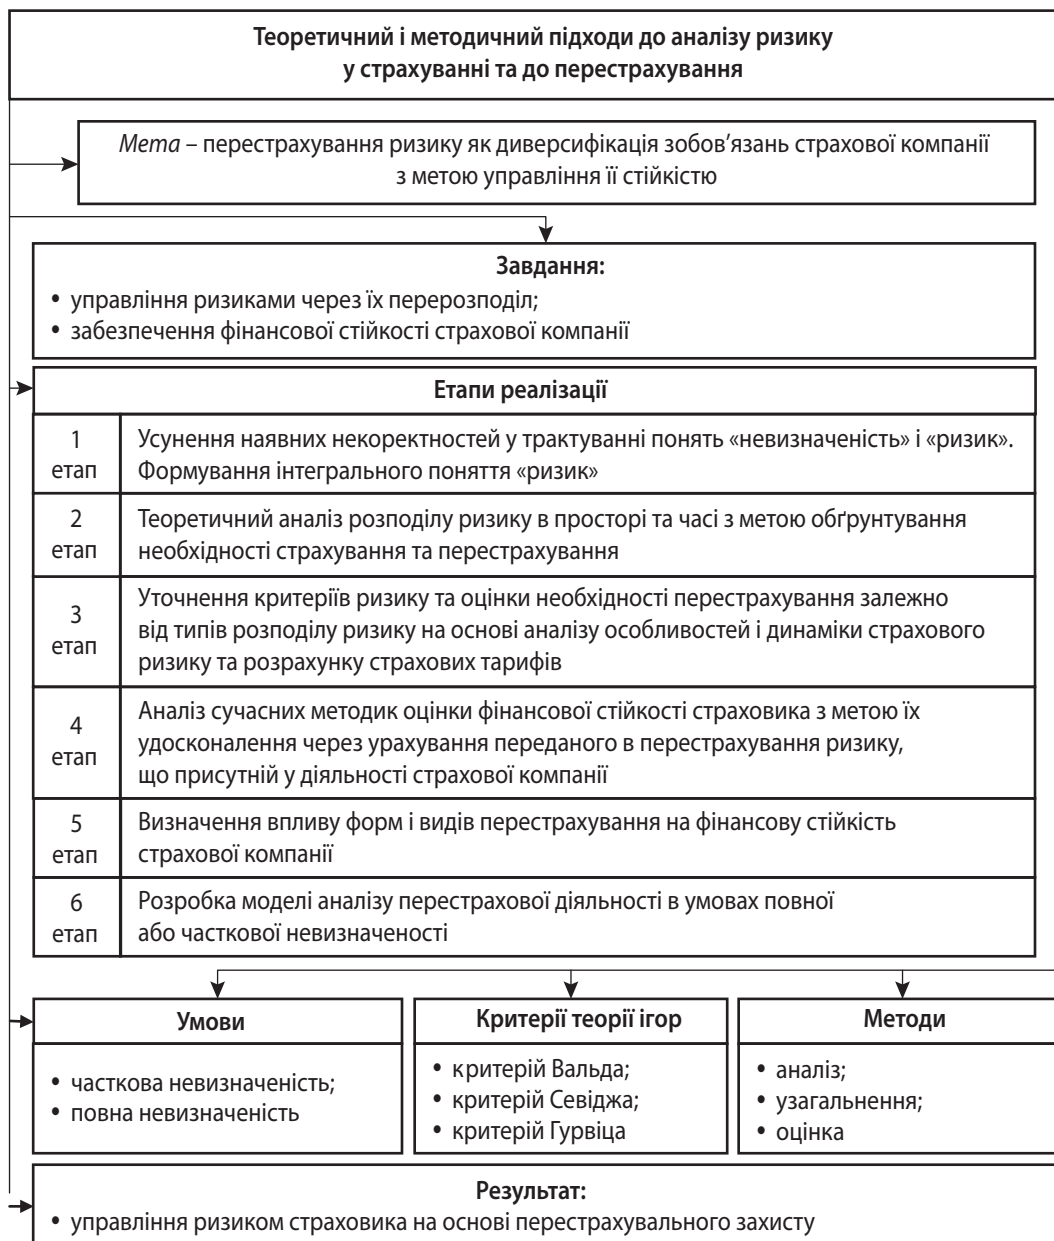 Теоретичний і методичний підходи до аналізу ризику
у страхуванні та до перестрахування
Мета – перестрахування ризику як диверсифікація зобов'язань страхової компанії
з метою управління її стійкістю
Завдання:
• управління ризиками через їх перерозподіл;
• забезпечення фінансової стійкості страхової компанії
Етапи реалізації
1
етап
Усунення наявних некоректностей у трактуванні понять «невизначеність» і «ризик».
Формування інтегрального поняття «ризик»
2
етап
Теоретичний аналіз розподілу ризику в просторі та часі з метою обґрунтування
необхідності страхування та перестрахування
3
етап
Уточнення критеріїв ризику та оцінки необхідності перестрахування залежно
від типів розподілу ризику на основі аналізу особливостей і динаміки страхового
ризику та розрахунку страхових тарифів
4
етап
Аналіз сучасних методик оцінки фінансової стійкості страховика з метою їх
удосконалення через урахування переданого в перестрахування ризику,
що присутній у діяльності страхової компанії
5
етап
Визначення впливу форм і видів перестрахування на фінансову стійкість
страхової компанії
6
етап
Розробка моделі аналізу перестрахової діяльності в умовах повної
або часткової невизначеності
Умови
• часткова невизначеність;
• повна невизначеність
Критерії теорії ігор
• критерій Вальда;
• критерій Севіджа;
• критерій Гурвіца
Методи
• аналіз;
• узагальнення;
• оцінка
Результат:
• управління ризиком страховика на основі перестрахувального захисту